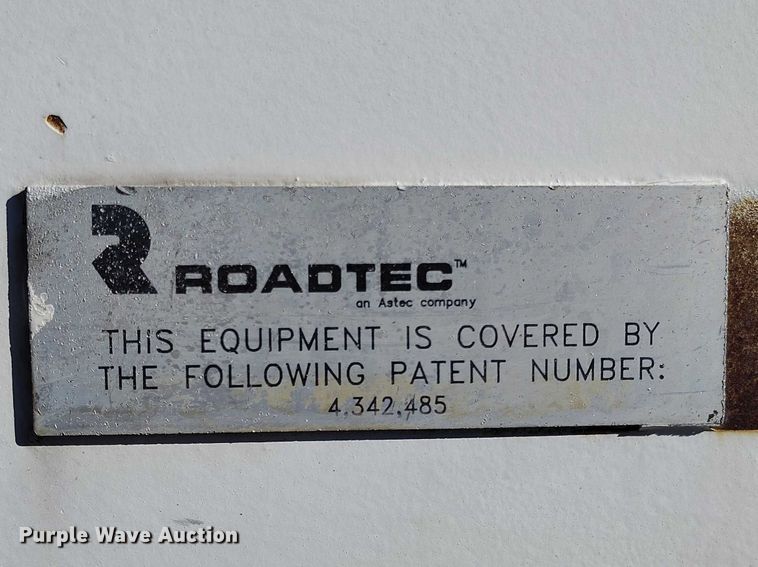 ROADTEC™
an Astec company
THIS EQUIPMENT IS COVERED BY
THE FOLLOWING PATENT NUMBER:
4,342,485
Purple Wave Auction